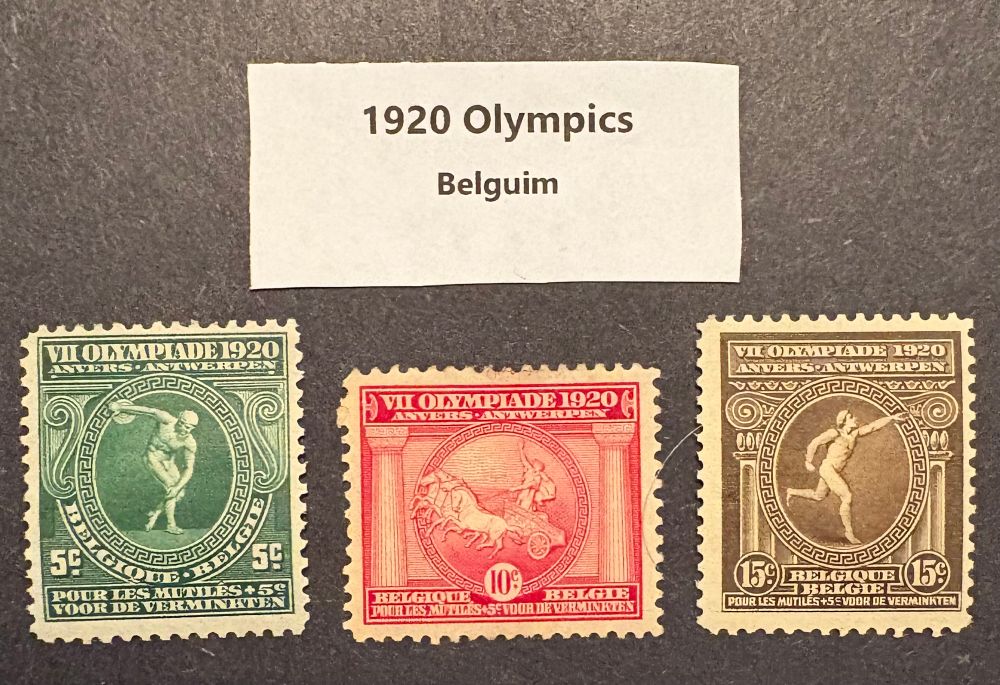 1920 Olympics
Belguim
VII OLYMPIADE 1920
ANVERS · ANTWERPEN
BELGIQUE · BELGIE
5c 5c
POUR LES MUTILÉS + 5c
VOOR DE VERMINKTEN
VII OLYMPIADE 1920
ANVERS · ANTWERPEN
10c
BELGIQUE BELGIE
POUR LES MUTILÉS + 5c VOOR DE VERMINKTEN
VII OLYMPIADE 1920
ANVERS · ANTWERPEN
15c BELGIQUE 15c
BELGIE
POUR LES MUTILÉS + 5c VOOR DE VERMINKTEN